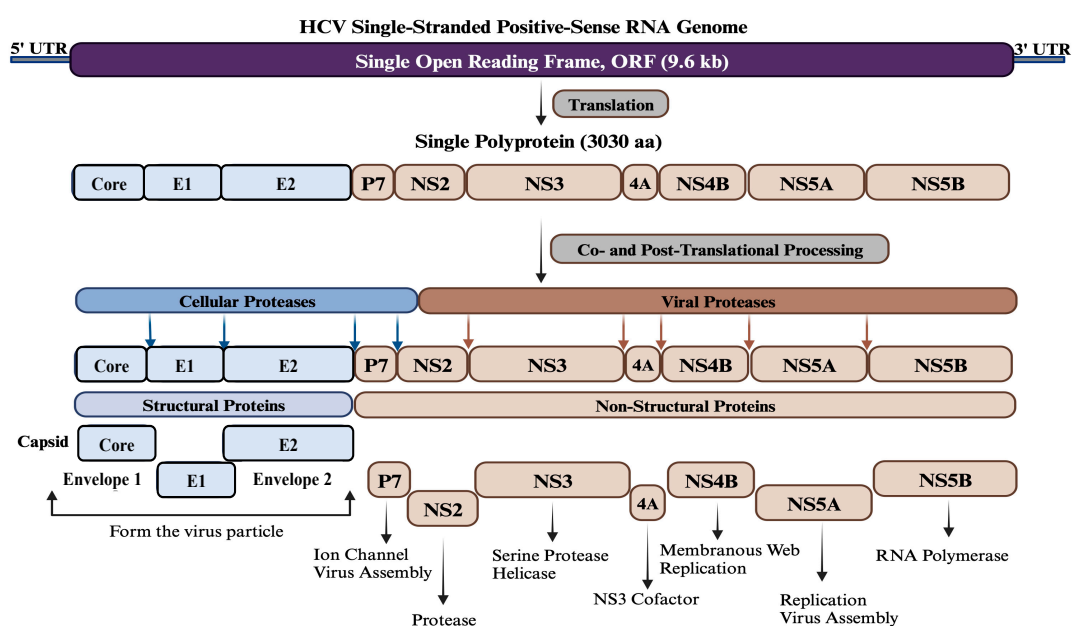 HCV Single-Stranded Positive-Sense RNA Genome
5' UTR
Single Open Reading Frame, ORF (9.6 kb)
3' UTR
Translation
Single Polyprotein (3030 aa)
Core E1 E2 P7 NS2 NS3 4A NS4B NS5A NS5B
Co- and Post-Translational Processing
Cellular Proteases Viral Proteases
Core E1 E2 P7 NS2 NS3 4A NS4B NS5A NS5B
Structural Proteins Non-Structural Proteins
Capsid Core E2
Envelope 1 E1 Envelope 2
Form the virus particle
P7 NS2 NS3 4A NS4B NS5A NS5B
Ion Channel
Virus Assembly
Protease
Serine Protease
Helicase
NS3 Cofactor
Membranous Web
Replication
Replication
Virus Assembly
RNA Polymerase